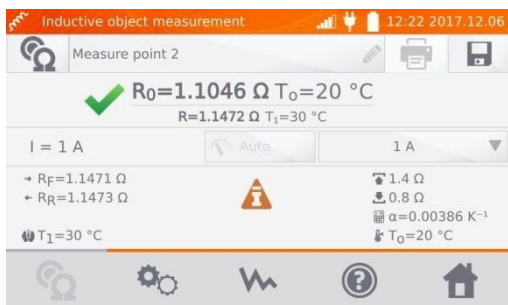 Inductive object measurement 12:22 2017.12.06
Measure point 2
R0=1.1046 Ω To=20 °C
R=1.1472 Ω T1=30 °C
I = 1 A Auto 1 A
→ RF=1.1471 Ω 1.4 Ω
← RR=1.1473 Ω 0.8 Ω
α=0.00386 K⁻¹
T1=30 °C To=20 °C